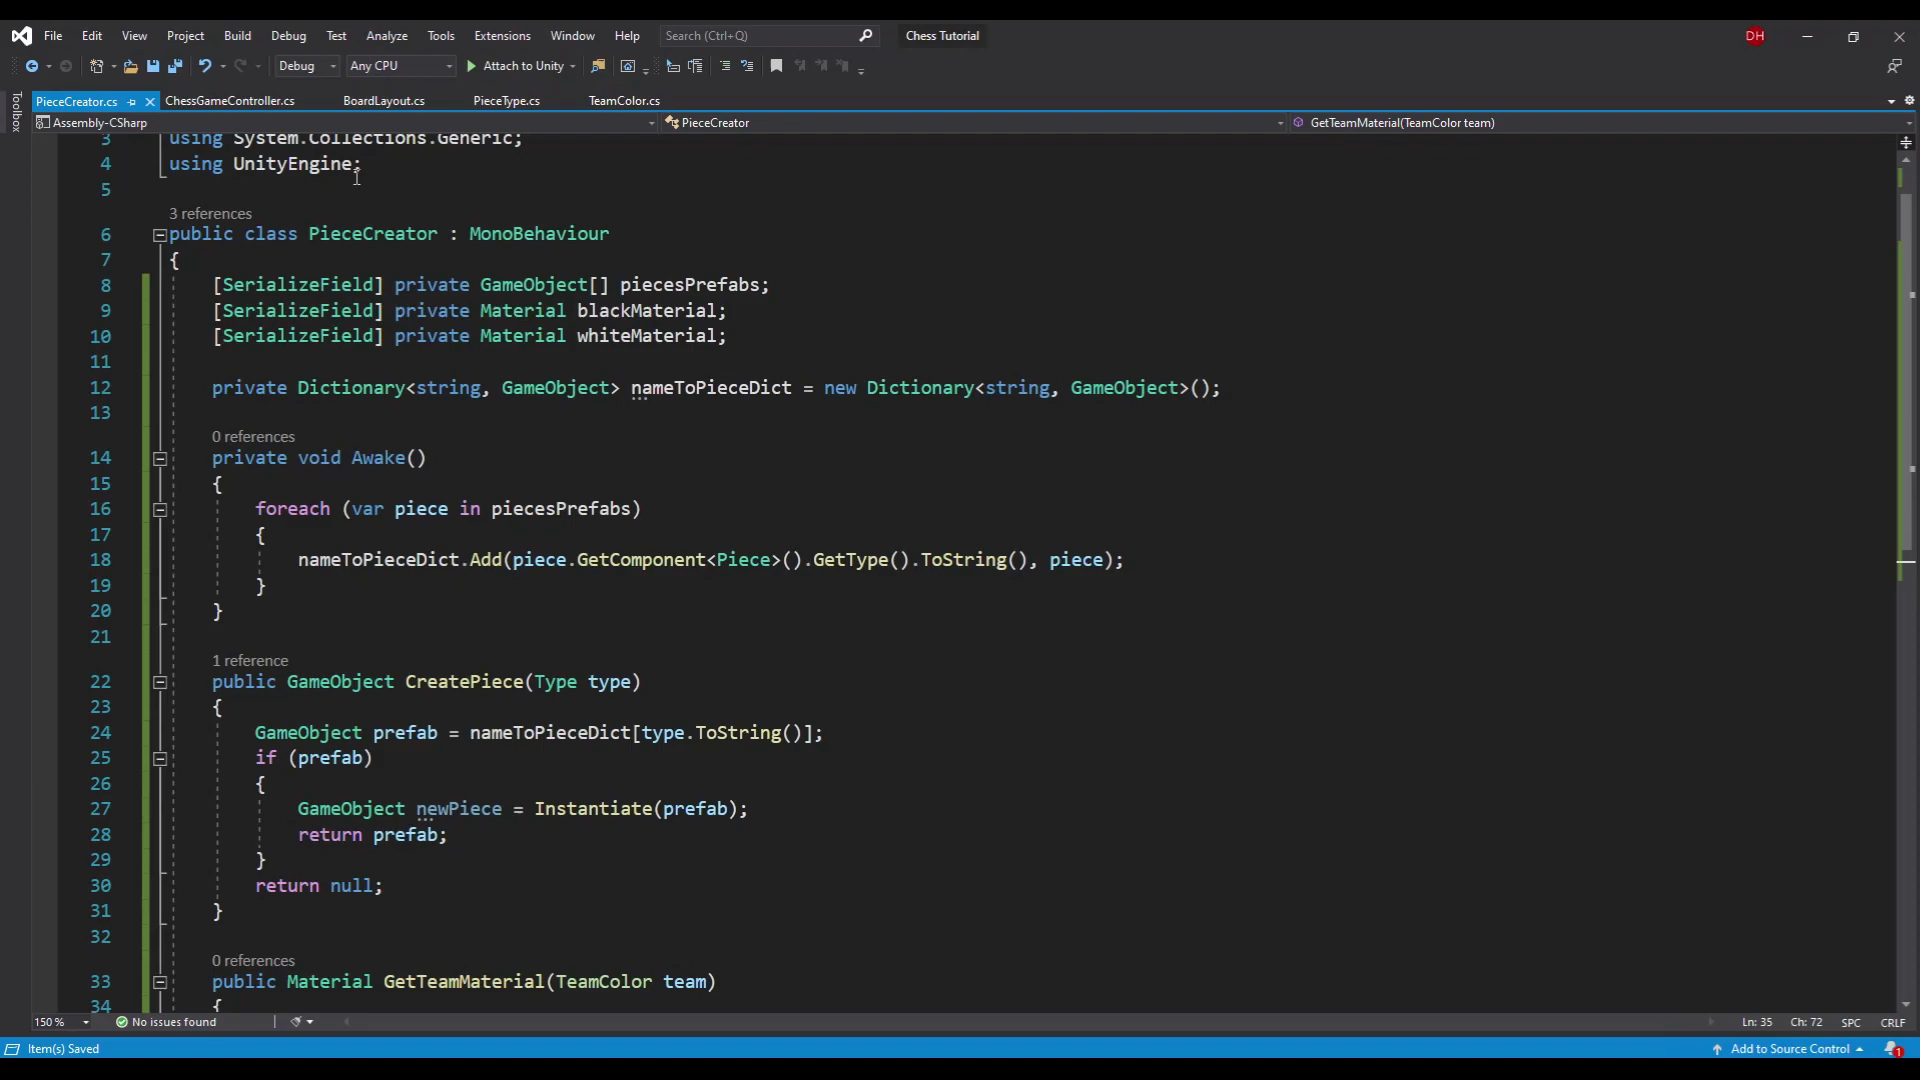 File Edit View Project Build Debug Test Analyze Tools Extensions Window Help Search (Ctrl+Q) Chess Tutorial DH
Debug Any CPU Attach to Unity
PieceCreator.cs ChessGameController.cs BoardLayout.cs PieceType.cs TeamColor.cs
Toolbox
Assembly-CSharp PieceCreator GetTeamMaterial(TeamColor team)
3 using System.Collections.Generic;
4 using UnityEngine;
5
3 references
6 public class PieceCreator : MonoBehaviour
7 {
8 [SerializeField] private GameObject[] piecesPrefabs;
9 [SerializeField] private Material blackMaterial;
10 [SerializeField] private Material whiteMaterial;
11
12 private Dictionary<string, GameObject> nameToPieceDict = new Dictionary<string, GameObject>();
13
0 references
14 private void Awake()
15 {
16 foreach (var piece in piecesPrefabs)
17 {
18 nameToPieceDict.Add(piece.GetComponent<Piece>().GetType().ToString(), piece);
19 }
20 }
21
1 reference
22 public GameObject CreatePiece(Type type)
23 {
24 GameObject prefab = nameToPieceDict[type.ToString()];
25 if (prefab)
26 {
27 GameObject newPiece = Instantiate(prefab);
28 return prefab;
29 }
30 return null;
31 }
32
0 references
33 public Material GetTeamMaterial(TeamColor team)
34 {
150 % No issues found Ln: 35 Ch: 72 SPC CRLF
Item(s) Saved Add to Source Control 1